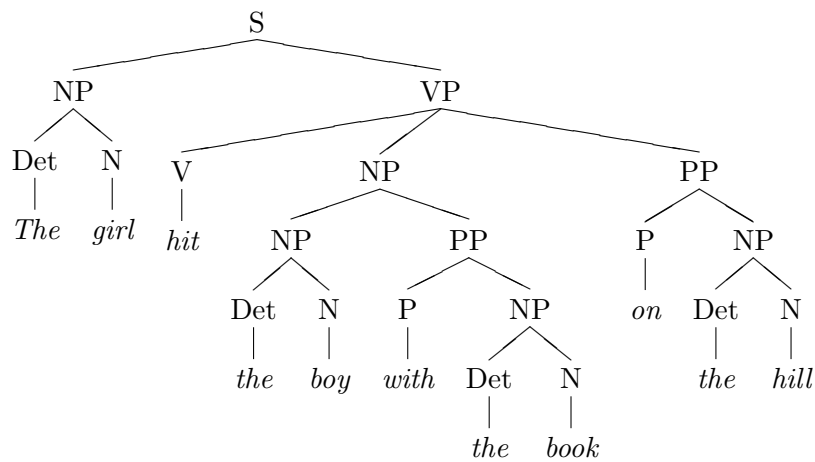 S
NP VP
Det N V NP PP
The girl hit NP PP P NP
Det N P NP on Det N
the boy with Det N the hill
the book